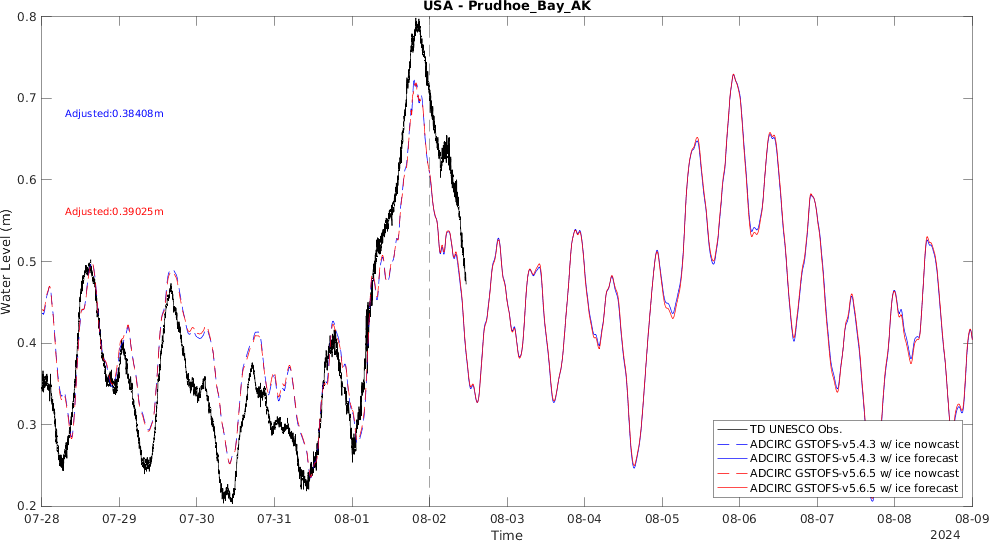 USA - Prudhoe_Bay_AK
0.8
0.7
0.6
0.5
0.4
0.3
0.2
Water Level (m)
Adjusted:0.38408m
Adjusted:0.39025m
TD UNESCO Obs.
ADCIRC GSTOFS-v5.4.3 w/ ice nowcast
ADCIRC GSTOFS-v5.4.3 w/ ice forecast
ADCIRC GSTOFS-v5.6.5 w/ ice nowcast
ADCIRC GSTOFS-v5.6.5 w/ ice forecast
07-28 07-29 07-30 07-31 08-01 08-02 08-03 08-04 08-05 08-06 08-07 08-08 08-09
Time
2024